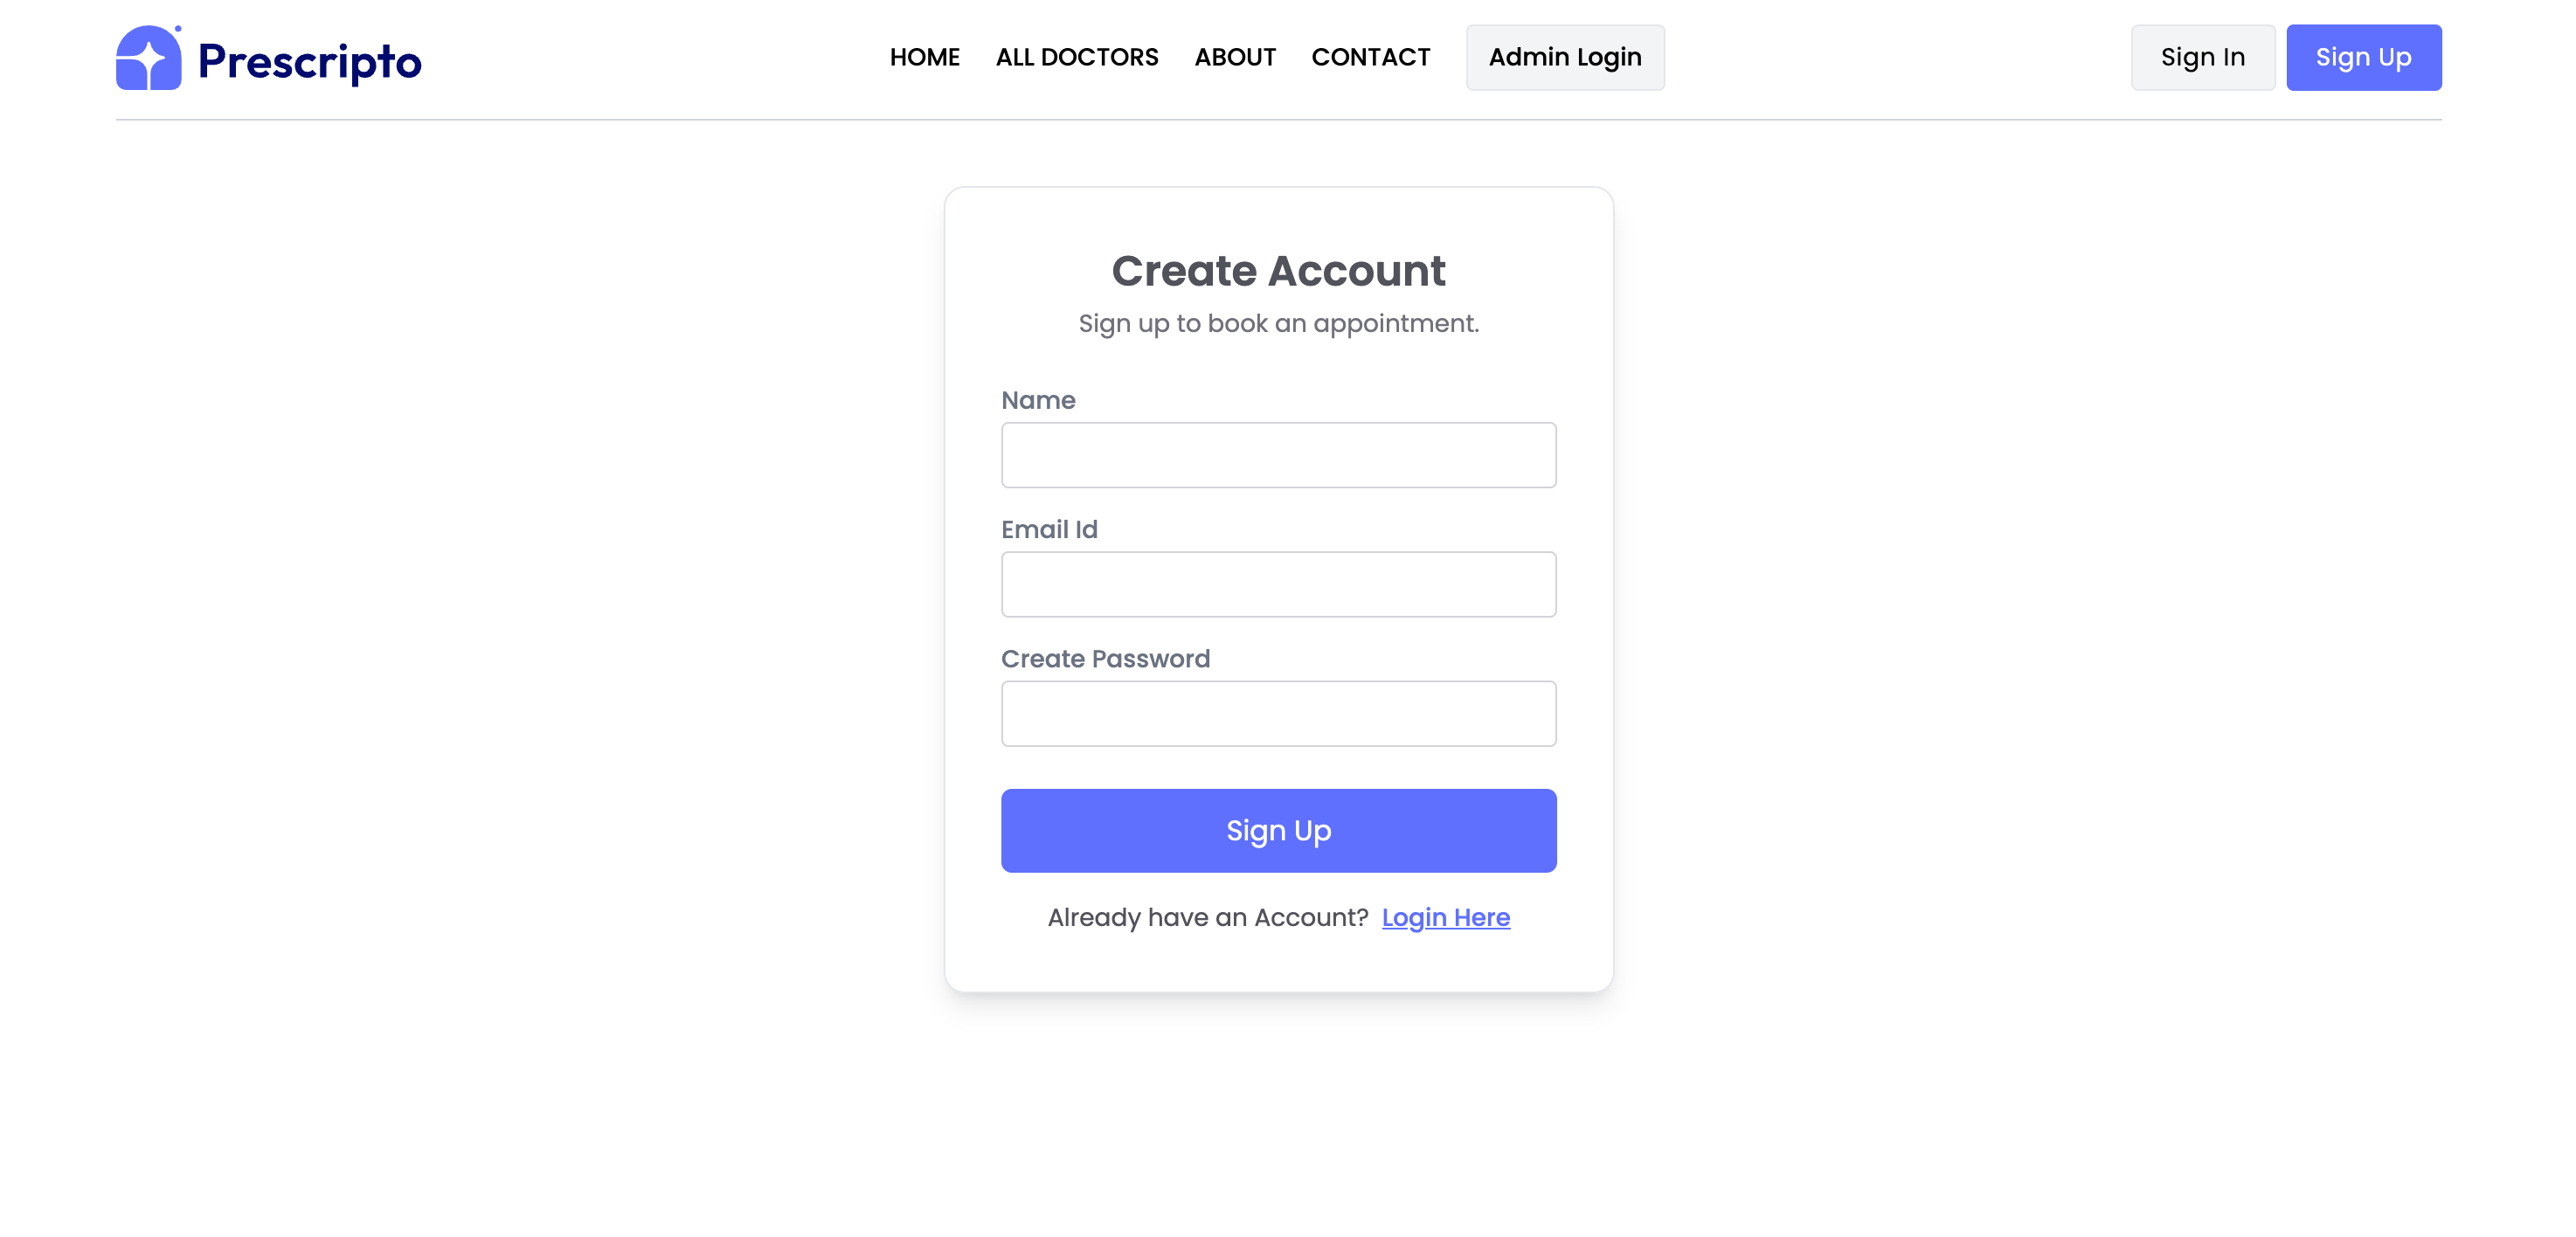 Prescripto
HOME ALL DOCTORS ABOUT CONTACT Admin Login Sign In Sign Up
Create Account
Sign up to book an appointment.
Name
Email Id
Create Password
Sign Up
Already have an Account? Login Here